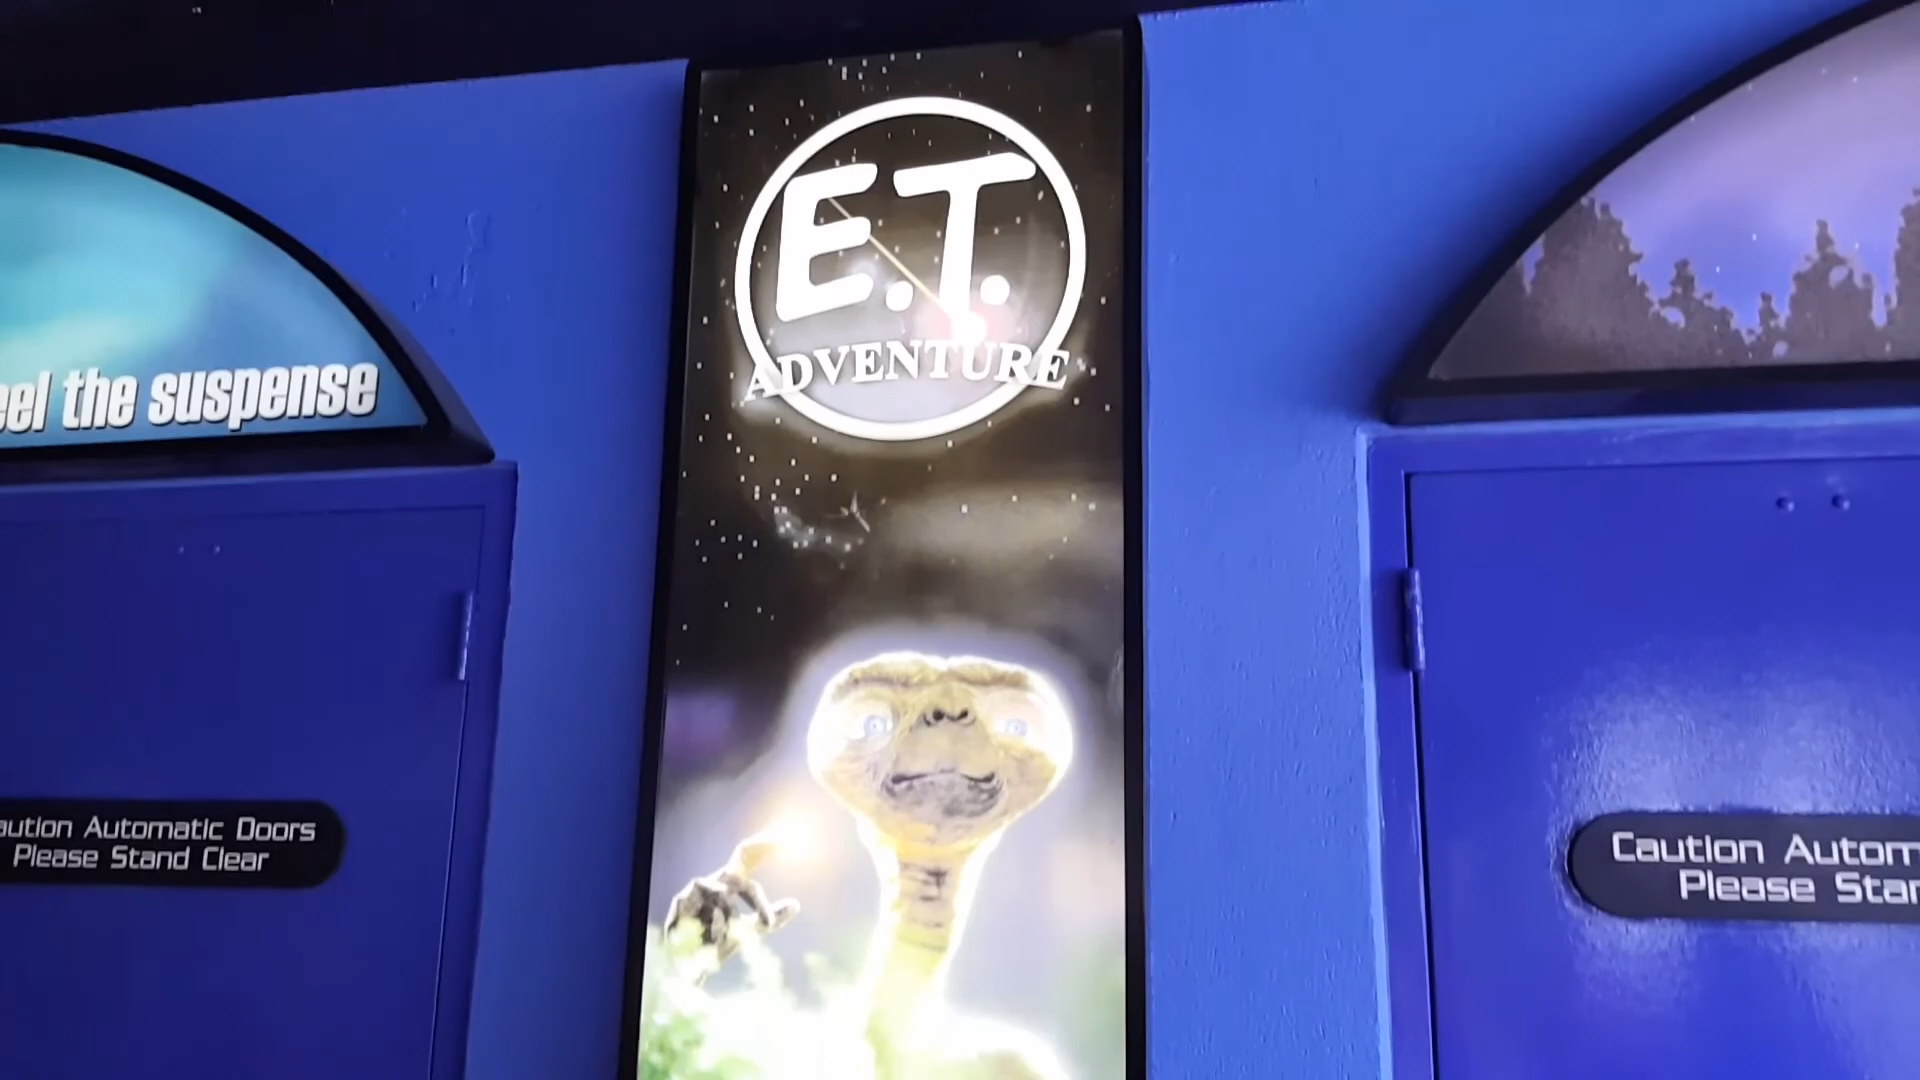 E.T.
ADVENTURE
eel the suspense
aution Automatic Doors
Please Stand Clear
Caution Autom
Please Star